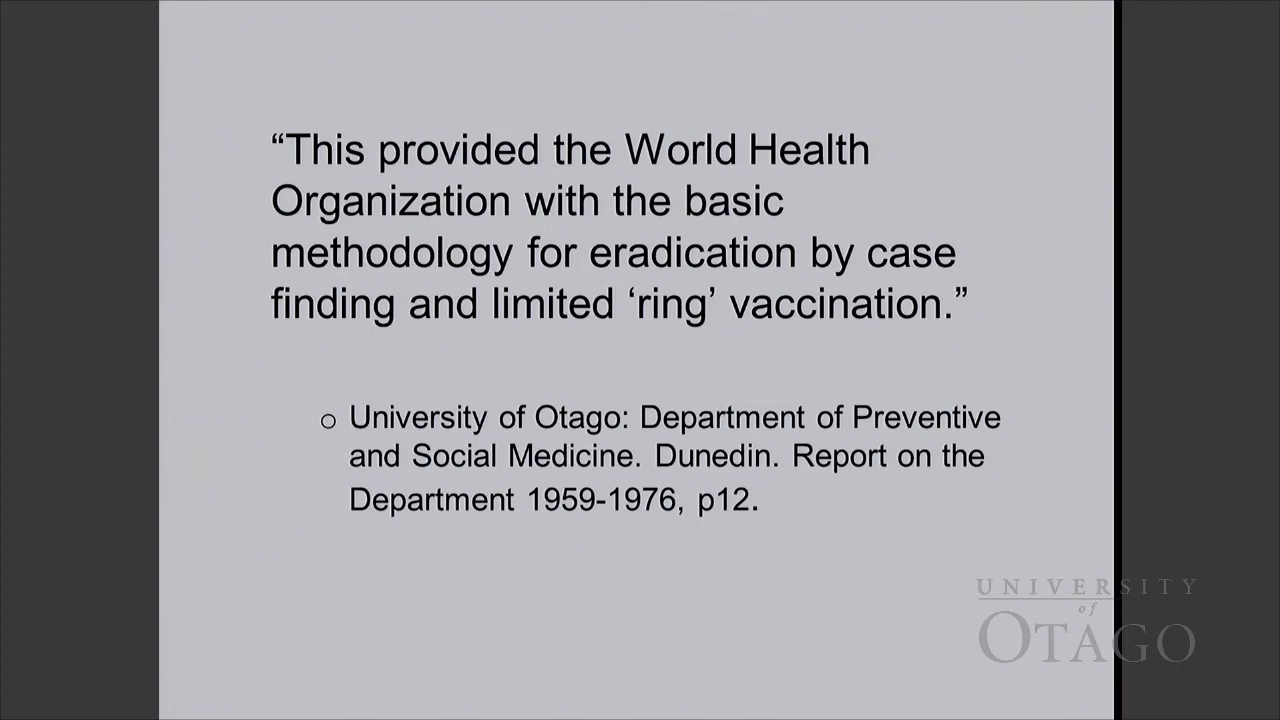 “This provided the World Health
Organization with the basic
methodology for eradication by case
finding and limited ‘ring’ vaccination.”
o University of Otago: Department of Preventive
and Social Medicine. Dunedin. Report on the
Department 1959-1976, p12.
UNIVERSITY
of
OTAGO